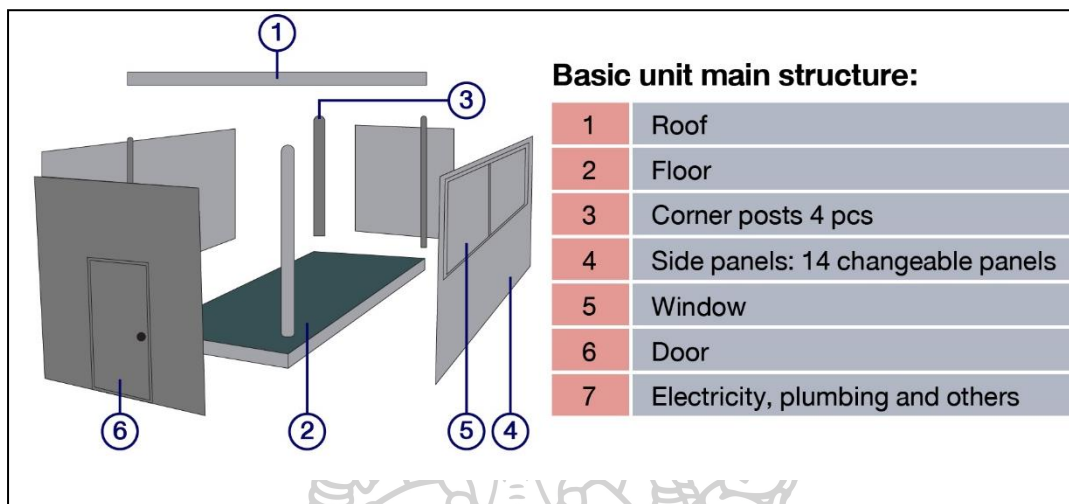 1
3
6
2
5
4
Basic unit main structure:
1 Roof
2 Floor
3 Corner posts 4 pcs
4 Side panels: 14 changeable panels
5 Window
6 Door
7 Electricity, plumbing and others